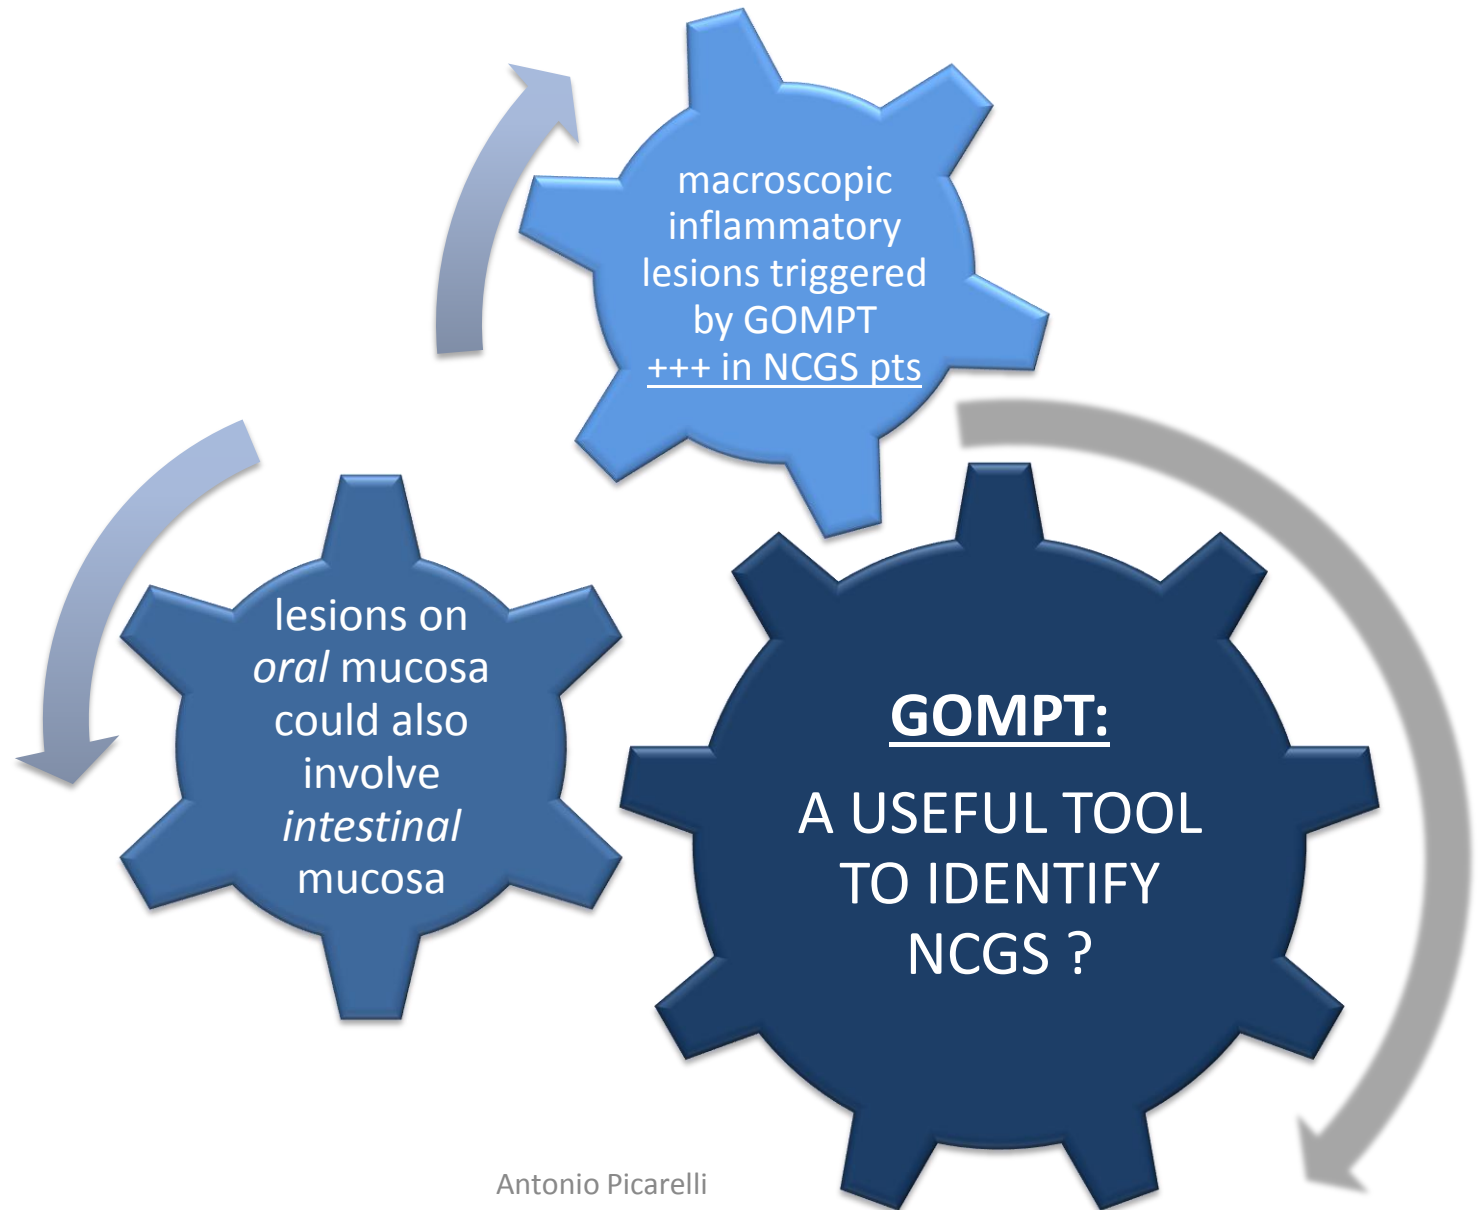 macroscopic
inflammatory
lesions triggered
by GOMPT
+++ in NCGS pts
lesions on
oral mucosa
could also
involve
intestinal
mucosa
GOMPT:
A USEFUL TOOL
TO IDENTIFY
NCGS ?
Antonio Picarelli